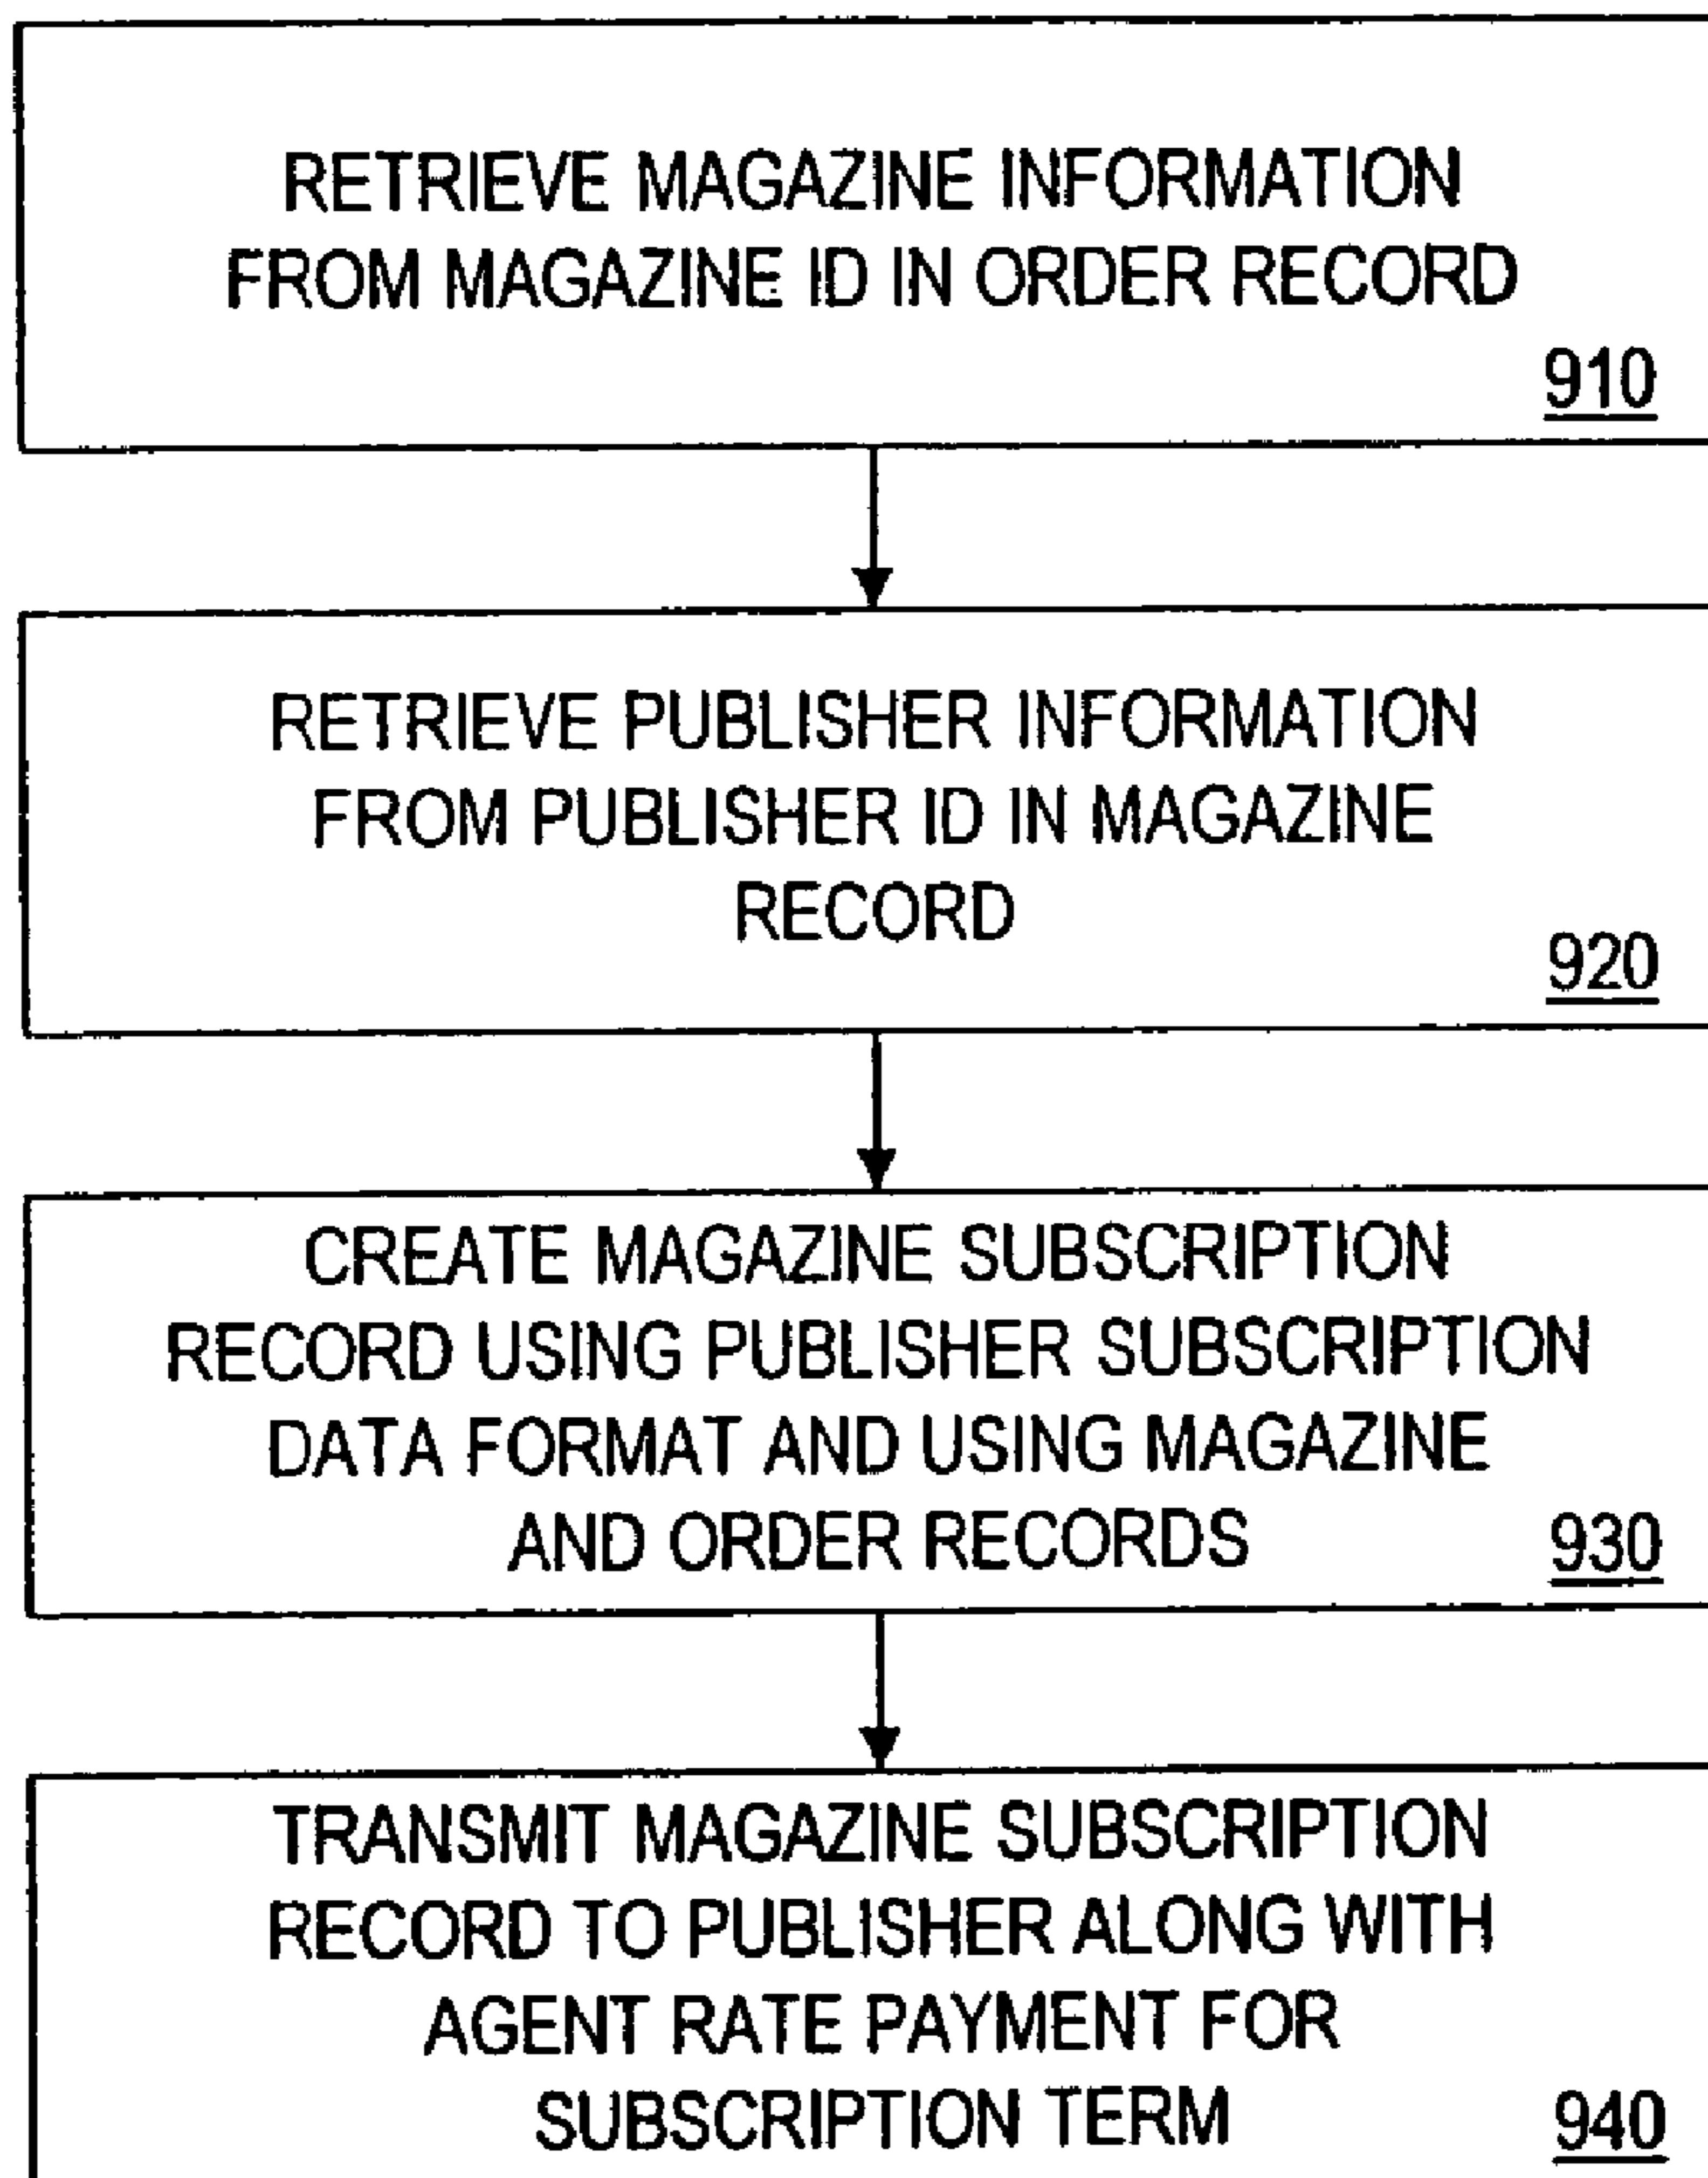 RETRIEVE MAGAZINE INFORMATION
FROM MAGAZINE ID IN ORDER RECORD
910
RETRIEVE PUBLISHER INFORMATION
FROM PUBLISHER ID IN MAGAZINE
RECORD
920
CREATE MAGAZINE SUBSCRIPTION
RECORD USING PUBLISHER SUBSCRIPTION
DATA FORMAT AND USING MAGAZINE
AND ORDER RECORDS
930
TRANSMIT MAGAZINE SUBSCRIPTION
RECORD TO PUBLISHER ALONG WITH
AGENT RATE PAYMENT FOR
SUBSCRIPTION TERM
940